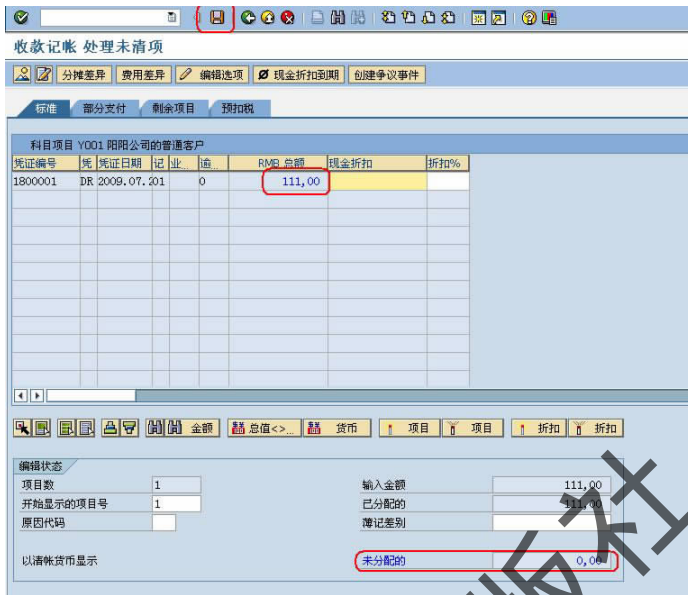 收款记帐 处理未清项
分摊差异 费用差异 编辑选项 现金折扣到期 创建争议事件
标准 部分支付 剩余项目 预扣税
科目项目 Y001 阳阳公司的普通客户
凭证编号 凭 凭证日期 记 业... 逾 RMB 总额 现金折扣 折扣%
1800001 DR 2009.07. 01 0 111,00
金额 总值<>... 货币 项目 项目 折扣 折扣
编辑状态
项目数 1 输入金额 111,00
开始显示的项目号 1 已分配的 111,00
原因代码 簿记差别
以清帐货币显示 未分配的 0,00
版社